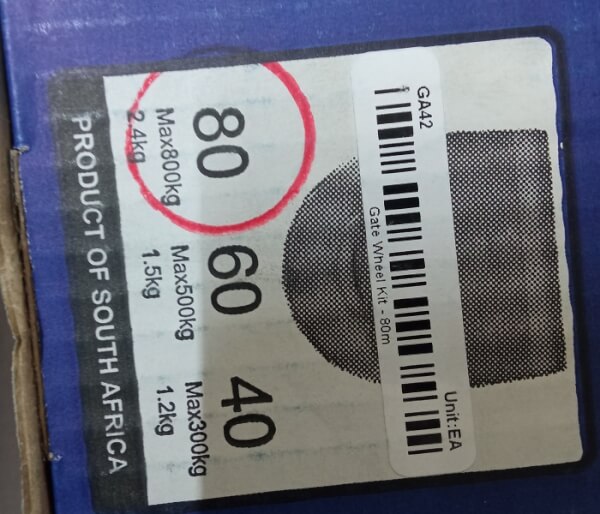 GA42
Unit:EA
Gate Wheel Kit - 80m
80
60
40
Max800kg
Max500kg
Max300kg
2.4kg
1.5kg
1.2kg
PRODUCT OF SOUTH AFRICA